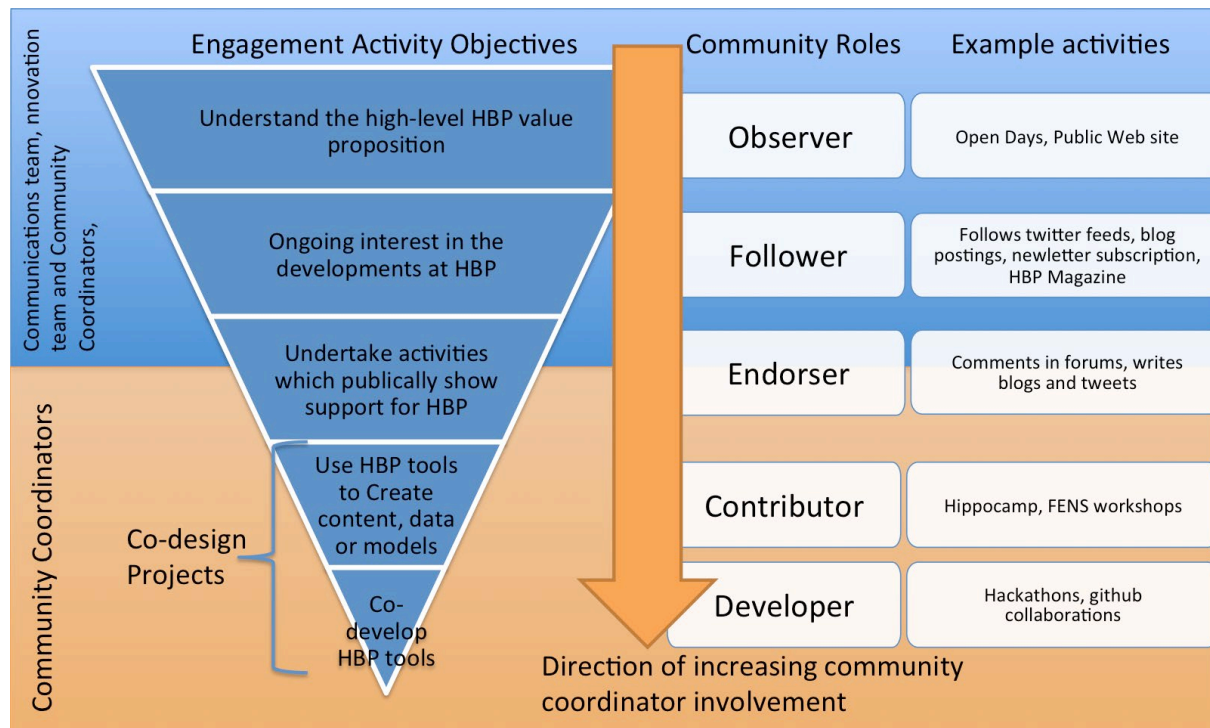 Engagement Activity Objectives
Community Roles
Example activities
Communications team, nnovation
team and Community
Coordinators,
Understand the high-level HBP value
proposition
Observer
Open Days, Public Web site
Ongoing interest in the
developments at HBP
Follower
Follows twitter feeds, blog
postings, newletter subscription,
HBP Magazine
Undertake activities
which publically show
support for HBP
Endorser
Comments in forums, writes
blogs and tweets
Community Coordinators
Co-design
Projects
Use HBP tools
to Create
content, data
or models
Contributor
Hippocamp, FENS workshops
Co-
develop
HBP tools
Developer
Hackathons, github
collaborations
Direction of increasing community
coordinator involvement